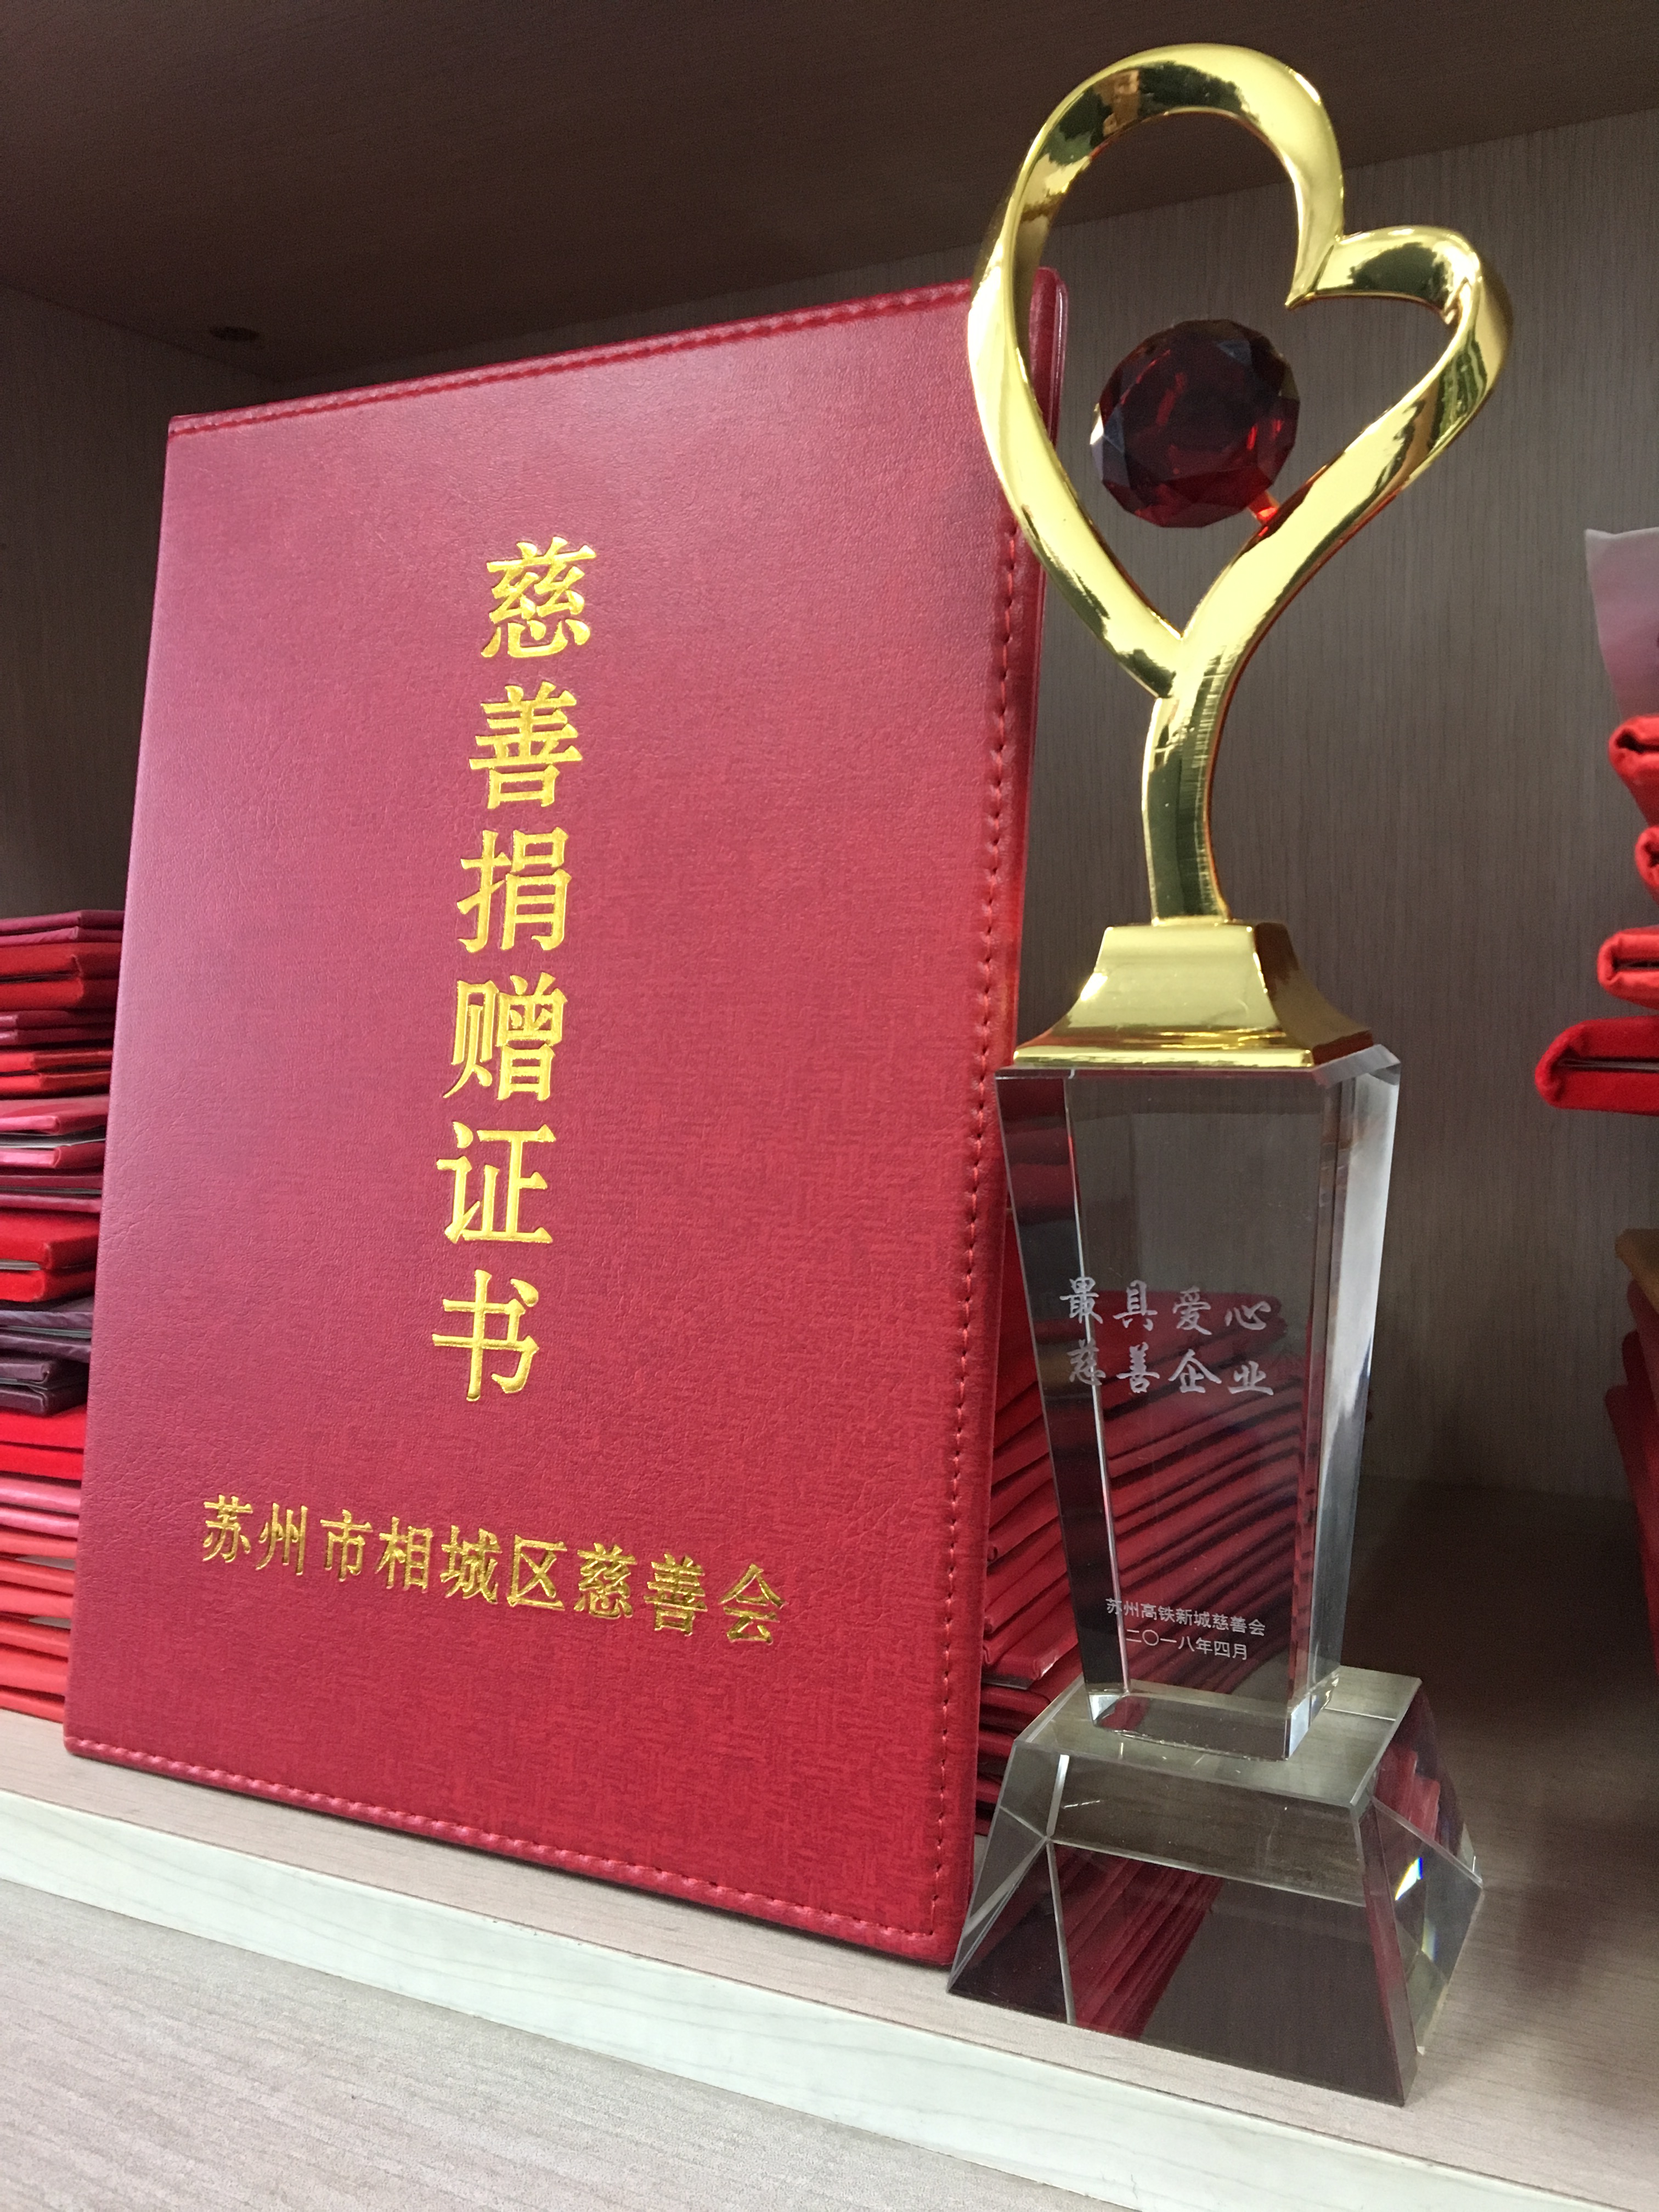 慈善捐赠证书
苏州市相城区慈善会
最具爱心
慈善企业
苏州高铁新城慈善会
二〇一八年四月